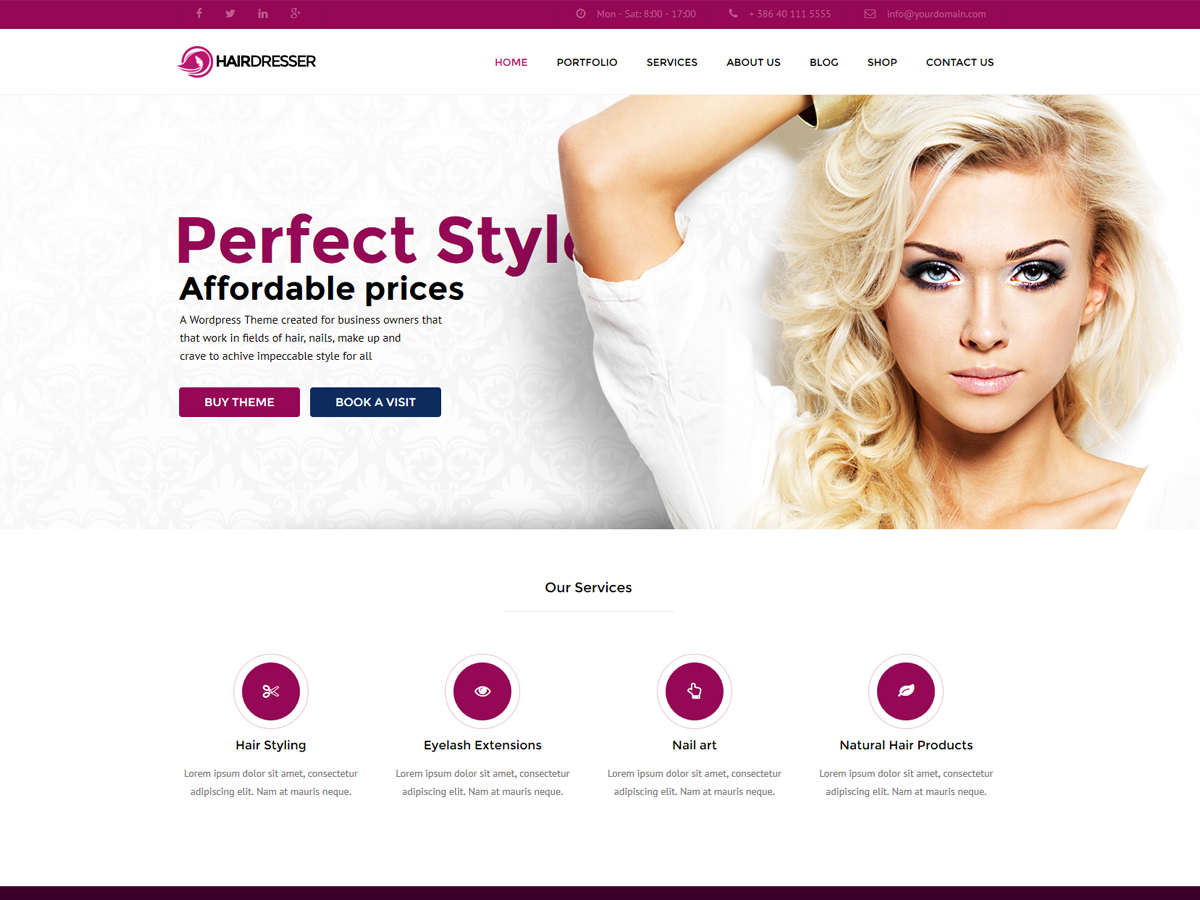 Mon - Sat: 8:00 - 17:00
+ 386 40 111 5555
info@yourdomain.com
HAIRDRESSER
HOME
PORTFOLIO
SERVICES
ABOUT US
BLOG
SHOP
CONTACT US
Perfect Style
Affordable prices
A Wordpress Theme created for business owners that
that work in fields of hair, nails, make up and
crave to achive impeccable style for all
BUY THEME
BOOK A VISIT
Our Services
Hair Styling
Lorem ipsum dolor sit amet, consectetur
adipiscing elit. Nam at mauris neque.
Eyelash Extensions
Lorem ipsum dolor sit amet, consectetur
adipiscing elit. Nam at mauris neque.
Nail art
Lorem ipsum dolor sit amet, consectetur
adipiscing elit. Nam at mauris neque.
Natural Hair Products
Lorem ipsum dolor sit amet, consectetur
adipiscing elit. Nam at mauris neque.